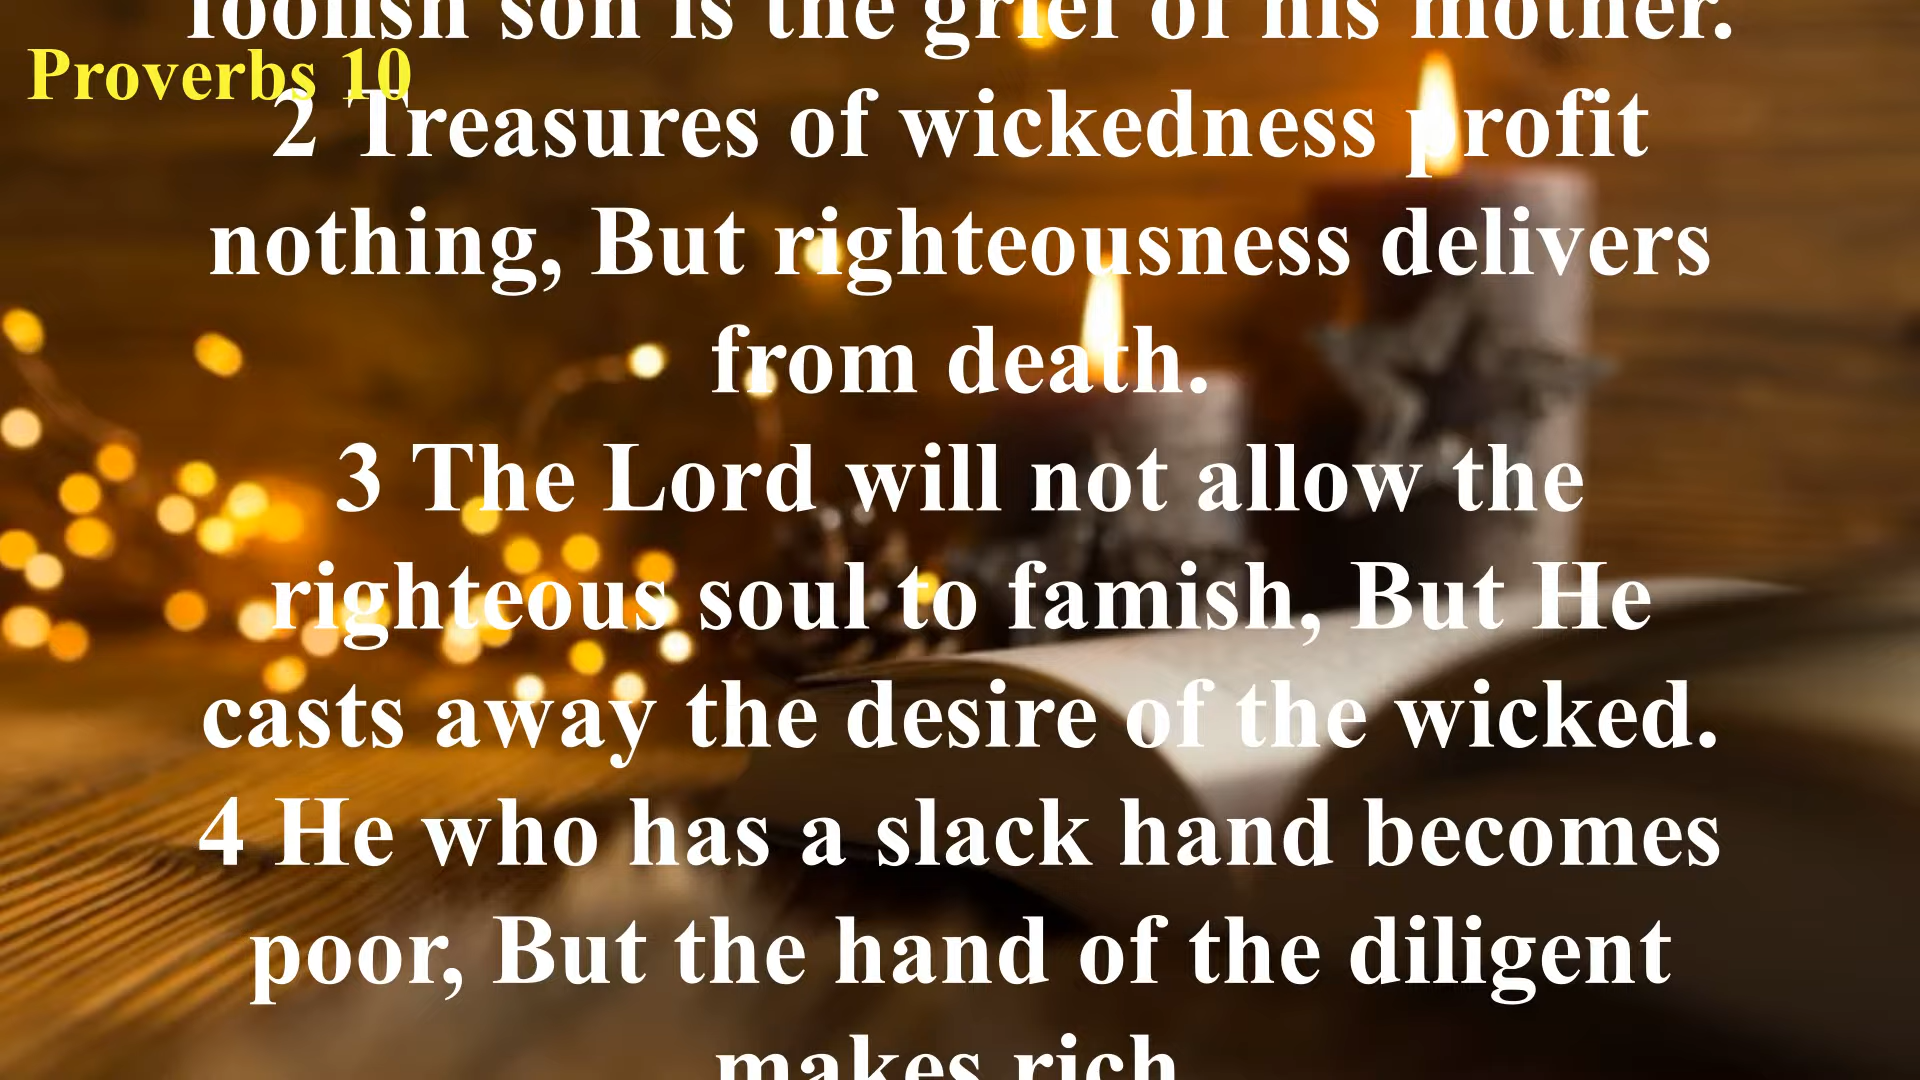 foolish son is the grief of his mother.
Proverbs 10
2 Treasures of wickedness profit
nothing, But righteousness delivers
from death.
3 The Lord will not allow the
righteous soul to famish, But He
casts away the desire of the wicked.
4 He who has a slack hand becomes
poor, But the hand of the diligent
makes rich